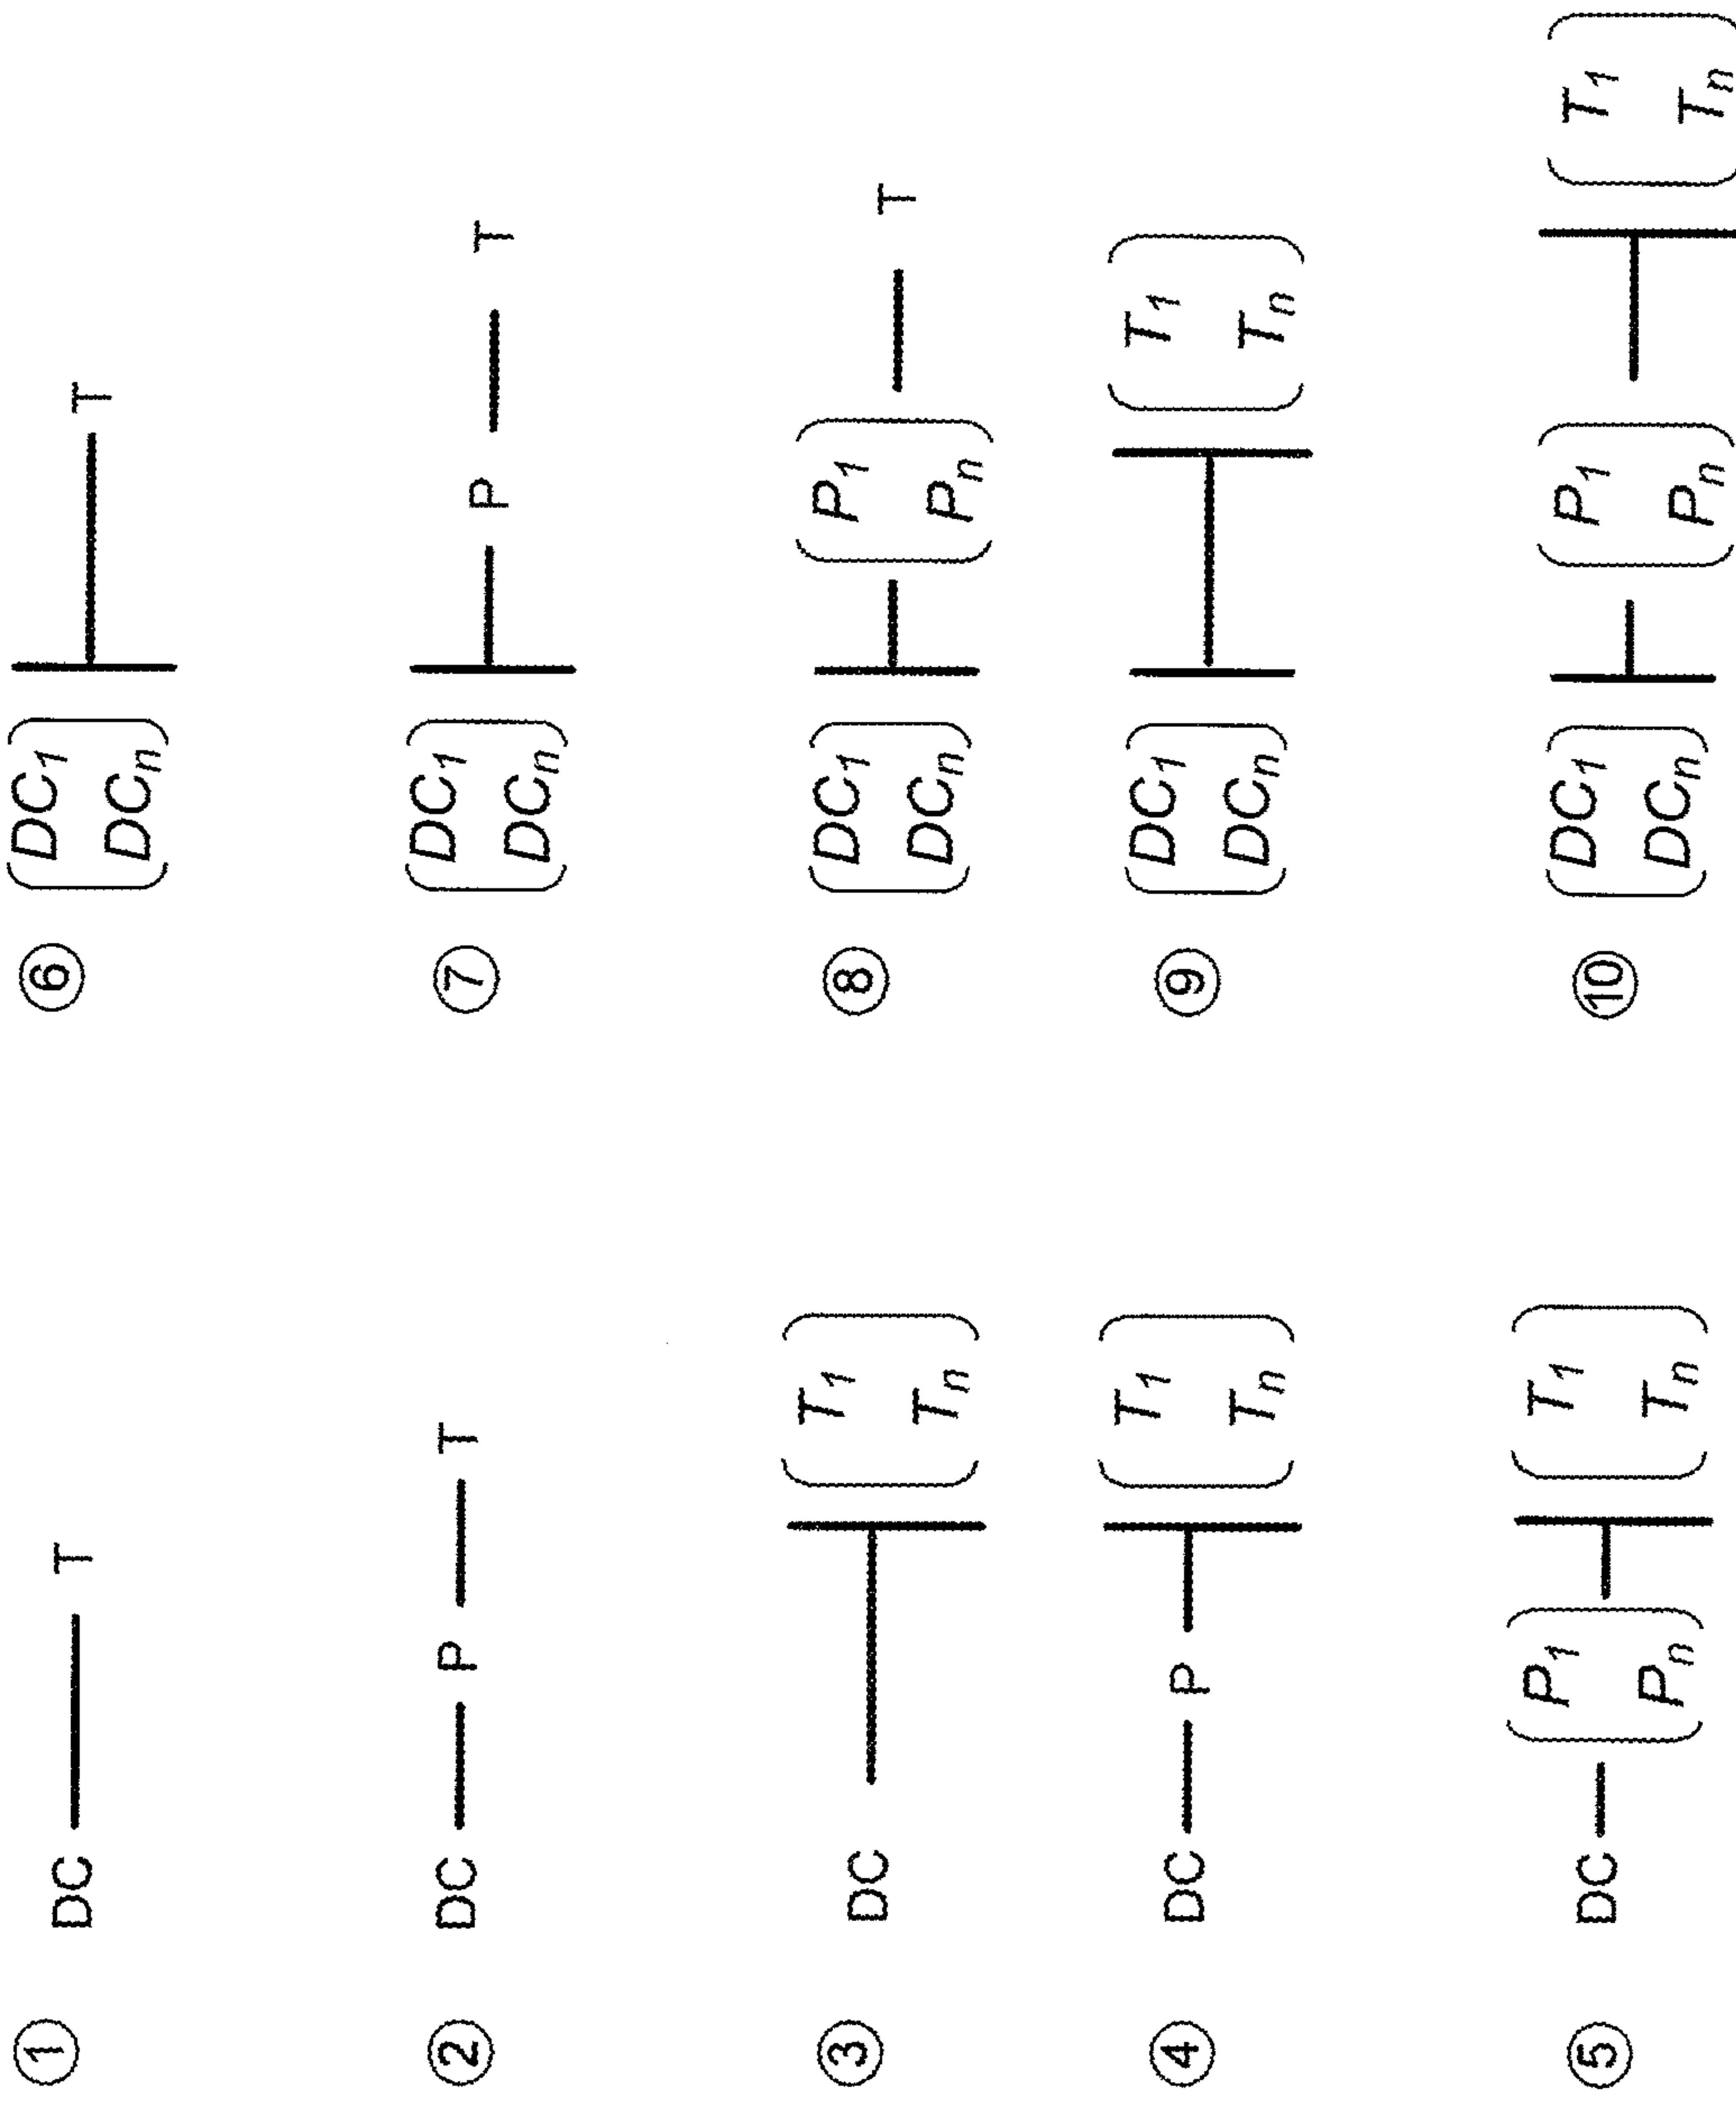 ① DC T
② DC P T
③ DC T₁
Tₙ
④ DC P T₁
Tₙ
⑤ DC P₁ T₁
Pₙ Tₙ
⑥ DC₁ T
DCₙ
⑦ DC₁ P T
DCₙ
⑧ DC₁ P₁ T
DCₙ Pₙ
⑨ DC₁ T₁
DCₙ Tₙ
⑩ DC₁ P₁ T₁
DCₙ Pₙ Tₙ